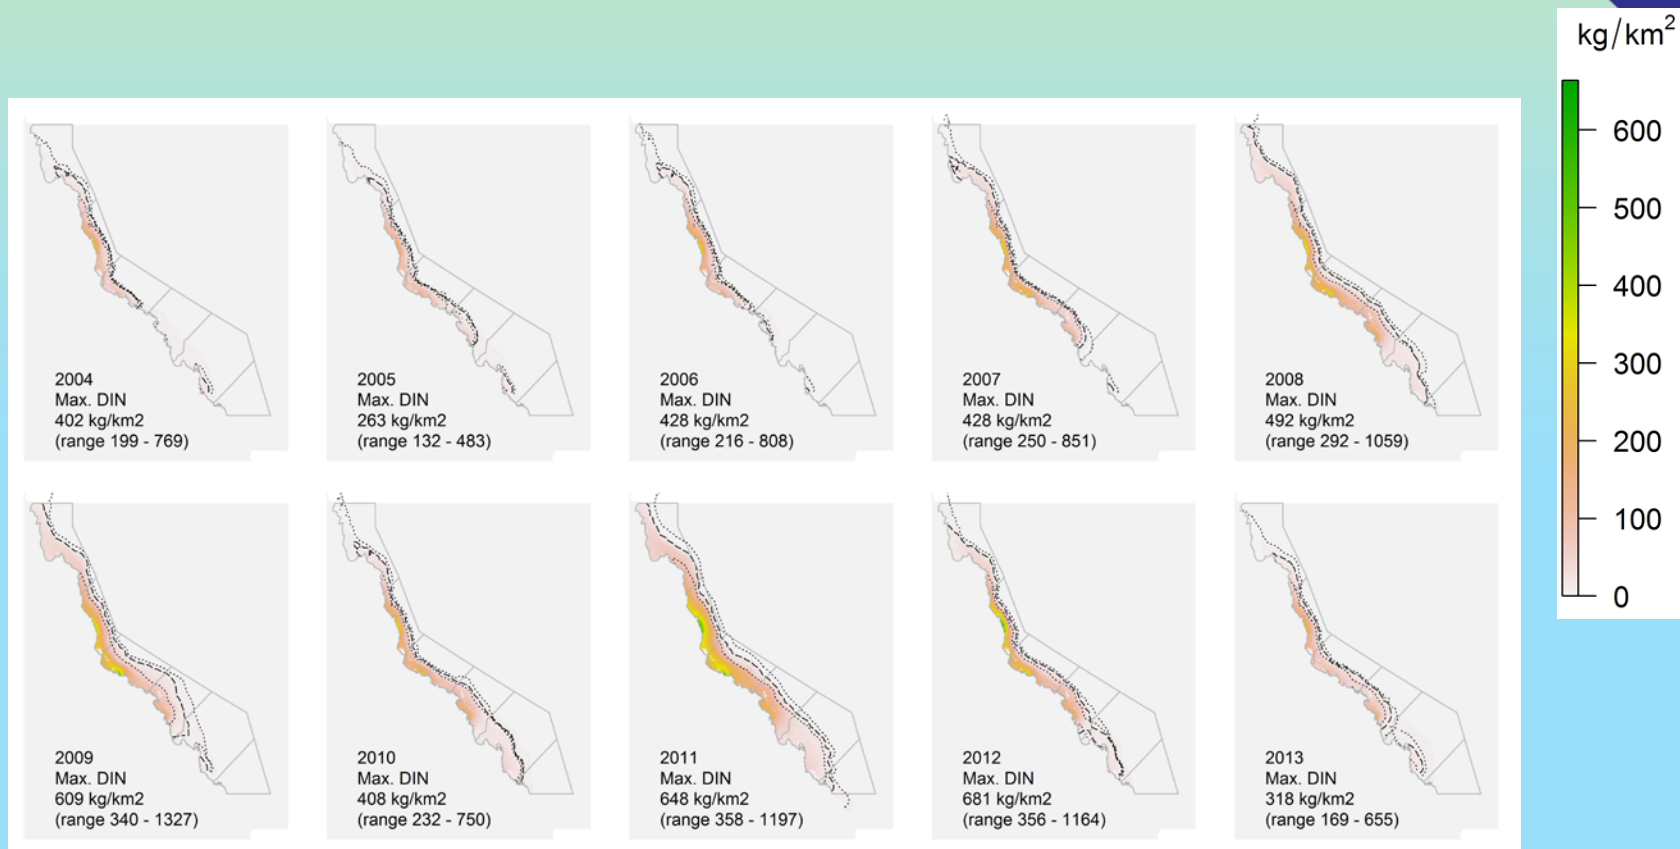 kg/km²
600
500
400
300
200
100
0
2004
Max. DIN
402 kg/km2
(range 199 - 769)
2005
Max. DIN
263 kg/km2
(range 132 - 483)
2006
Max. DIN
428 kg/km2
(range 216 - 808)
2007
Max. DIN
428 kg/km2
(range 250 - 851)
2008
Max. DIN
492 kg/km2
(range 292 - 1059)
2009
Max. DIN
609 kg/km2
(range 340 - 1327)
2010
Max. DIN
408 kg/km2
(range 232 - 750)
2011
Max. DIN
648 kg/km2
(range 358 - 1197)
2012
Max. DIN
681 kg/km2
(range 356 - 1164)
2013
Max. DIN
318 kg/km2
(range 169 - 655)